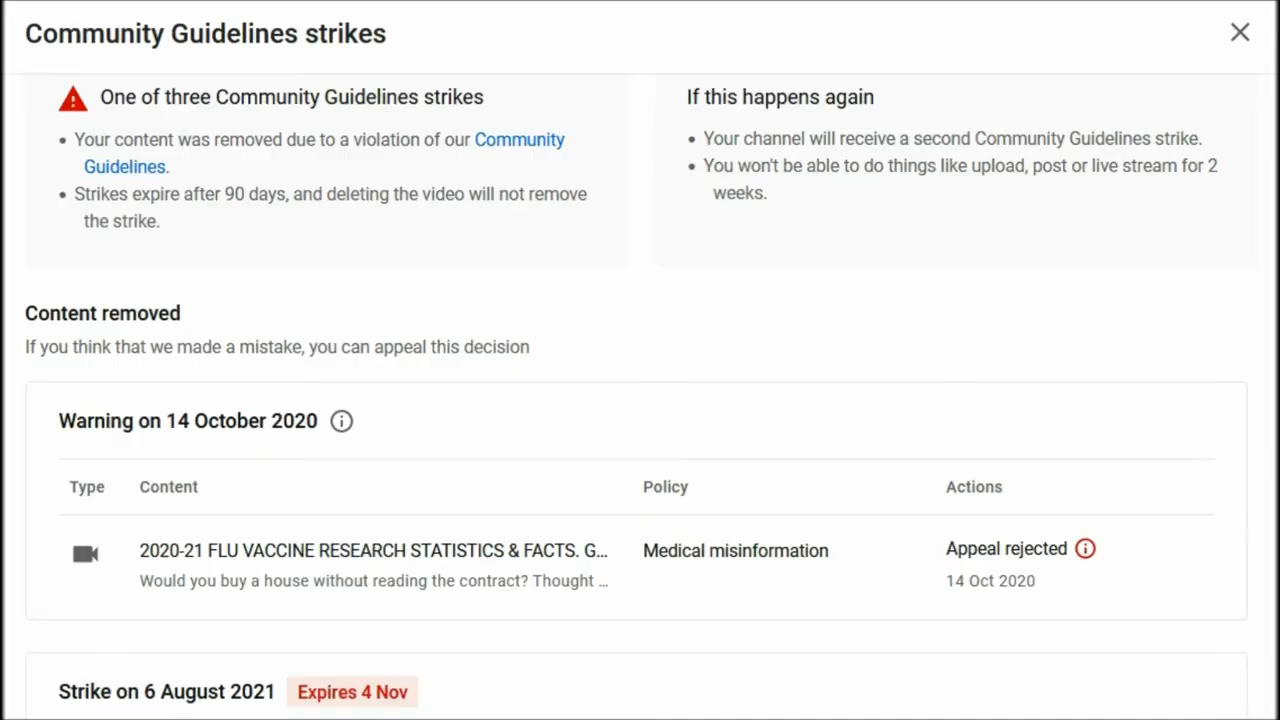 Community Guidelines strikes
One of three Community Guidelines strikes
• Your content was removed due to a violation of our Community
Guidelines.
• Strikes expire after 90 days, and deleting the video will not remove
the strike.
If this happens again
• Your channel will receive a second Community Guidelines strike.
• You won't be able to do things like upload, post or live stream for 2
weeks.
Content removed
If you think that we made a mistake, you can appeal this decision
Warning on 14 October 2020
Type Content Policy Actions
2020-21 FLU VACCINE RESEARCH STATISTICS & FACTS. G... Medical misinformation Appeal rejected
Would you buy a house without reading the contract? Thought ... 14 Oct 2020
Strike on 6 August 2021 Expires 4 Nov